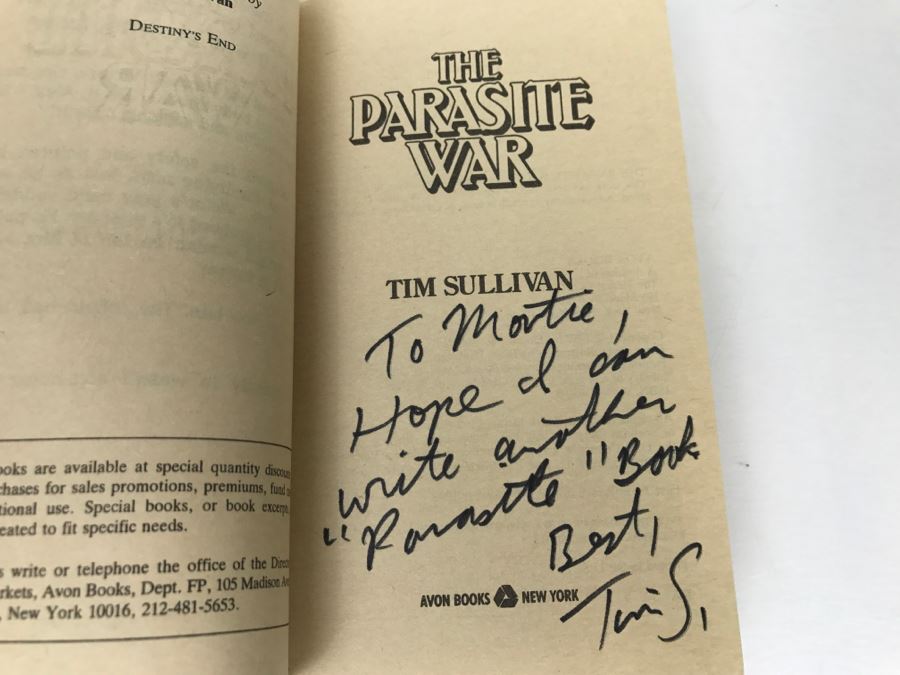 by
DESTINY'S END
ooks are available at special quantity discou
chases for sales promotions, premiums, fund
tional use. Special books, or book excerpts,
eated to fit specific needs.
s write or telephone the office of the Direc
rkets, Avon Books, Dept. FP, 105 Madison Av
, New York 10016, 212-481-5653.
THE
PARASITE
WAR
TIM SULLIVAN
To Montie,
Hope I can
write another
"Parasite" Book
Best,
Tim S.
AVON BOOKS NEW YORK